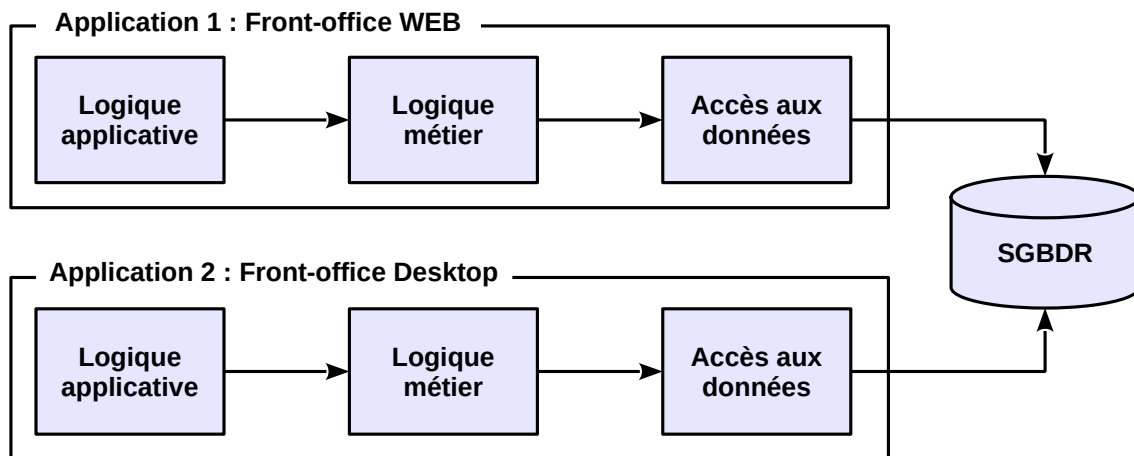 Application 1 : Front-office WEB
Logique
applicative
Logique
métier
Accès aux
données
SGBDR
Application 2 : Front-office Desktop
Logique
applicative
Logique
métier
Accès aux
données